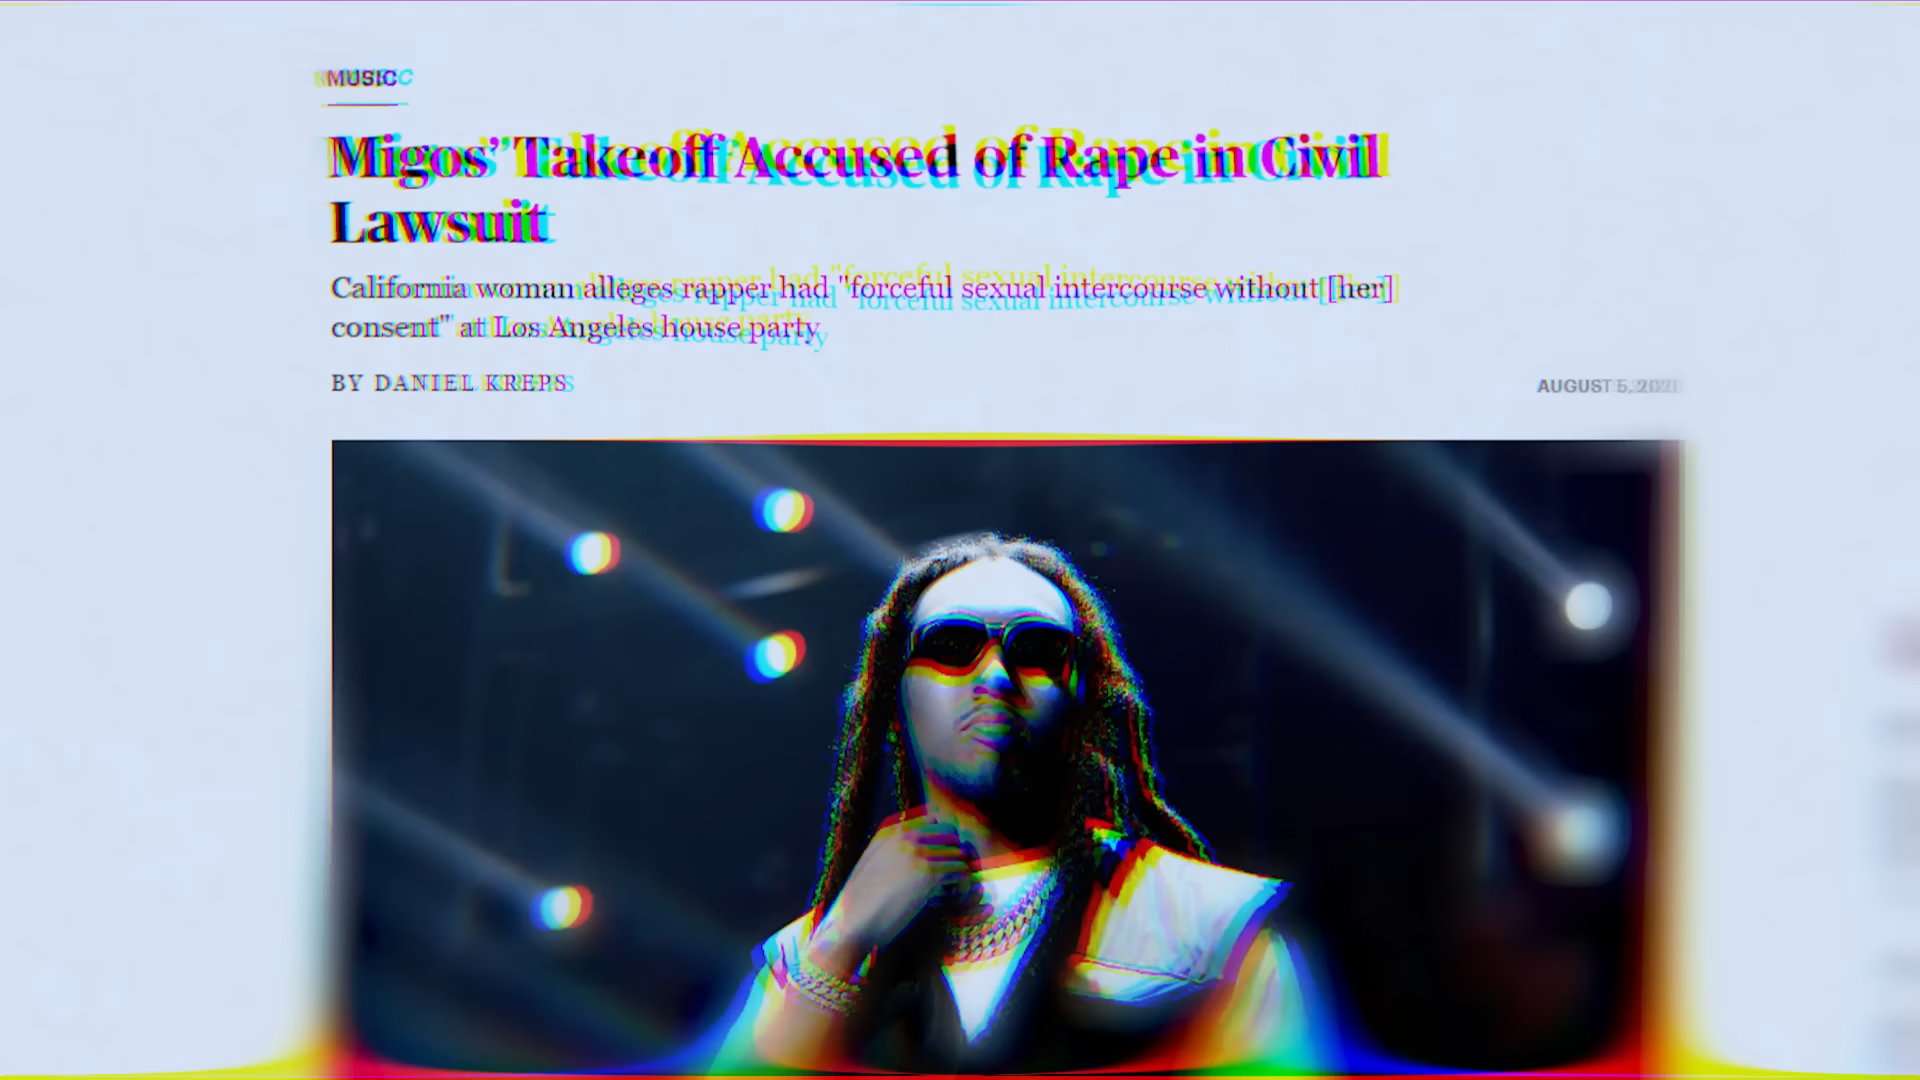 MUSIC
Migos’ Takeoff Accused of Rape in Civil
Lawsuit
California woman alleges rapper had "forceful sexual intercourse without [her]
consent" at Los Angeles house party
BY DANIEL KREPS
AUGUST 5, 2020